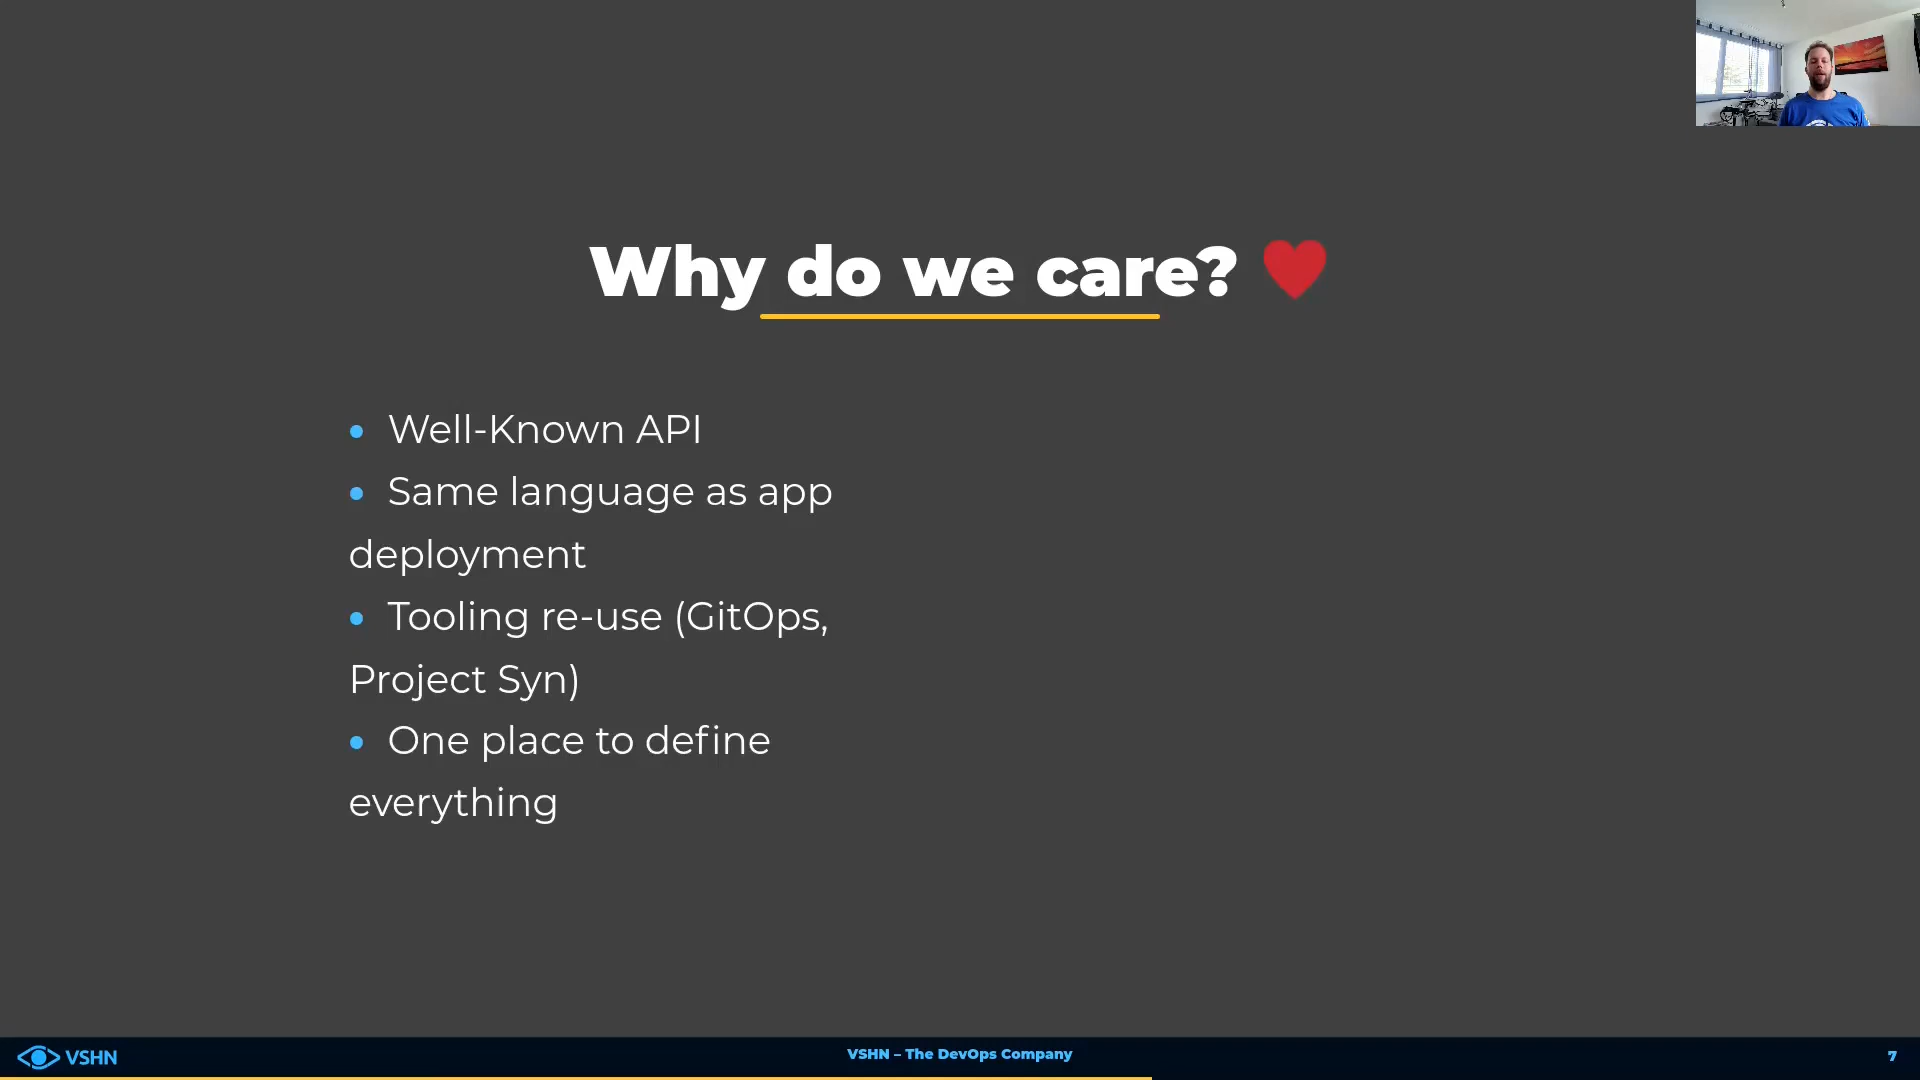 Why do we care? ❤
• Well-Known API
• Same language as app
deployment
• Tooling re-use (GitOps,
Project Syn)
• One place to define
everything
VSHN
VSHN – The DevOps Company
7